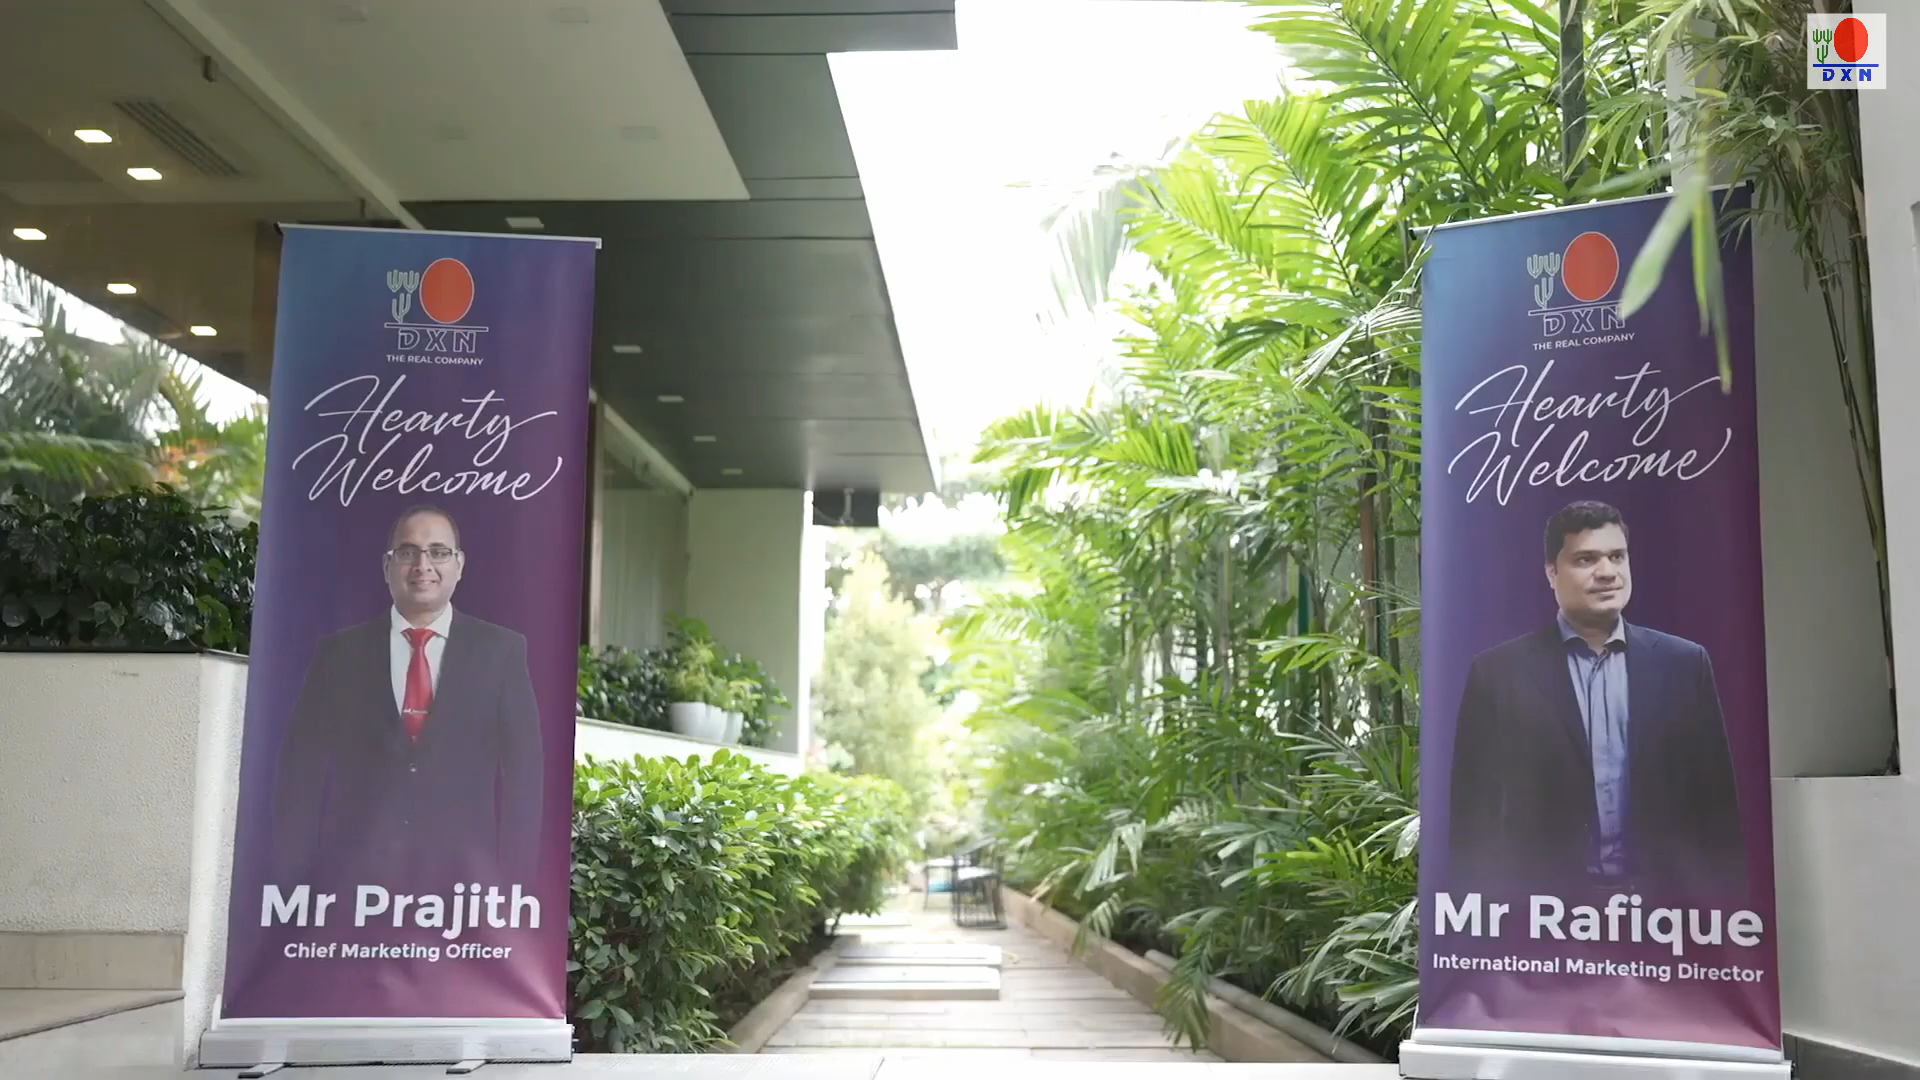 DXN
THE REAL COMPANY
Hearty
Welcome
Mr Prajith
Chief Marketing Officer
DXN
THE REAL COMPANY
Hearty
Welcome
Mr Rafique
International Marketing Director
DXN